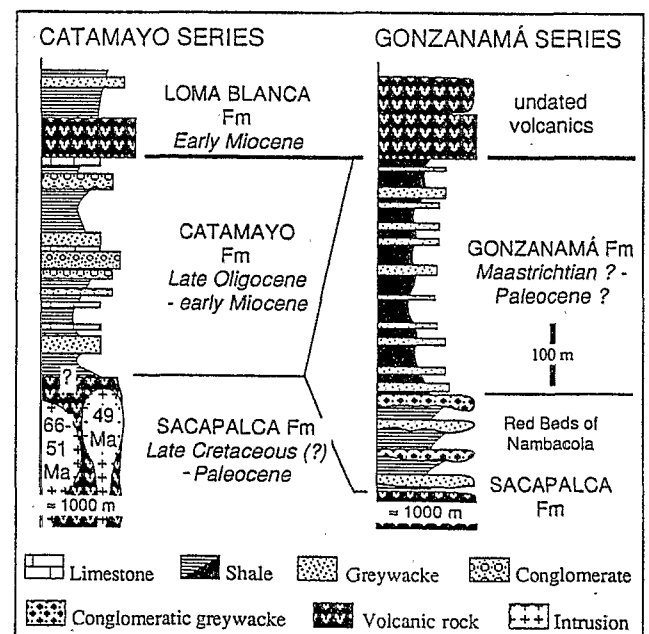 CATAMAYO SERIES
GONZANAMÁ SERIES
LOMA BLANCA
Fm
Early Miocene
undated
volcanics
CATAMAYO
Fm
Late Oligocene
- early Miocene
GONZANAMÁ Fm
Maastrichtian ? -
Paleocene ?
100 m
?
66-
51
Ma
49
Ma
≈ 1000 m
SACAPALCA Fm
Late Cretaceous (?)
- Paleocene
Red Beds of
Nambacola
SACAPALCA
Fm
≈ 1000 m
Limestone
Shale
Greywacke
Conglomerate
Conglomeratic greywacke
Volcanic rock
Intrusion